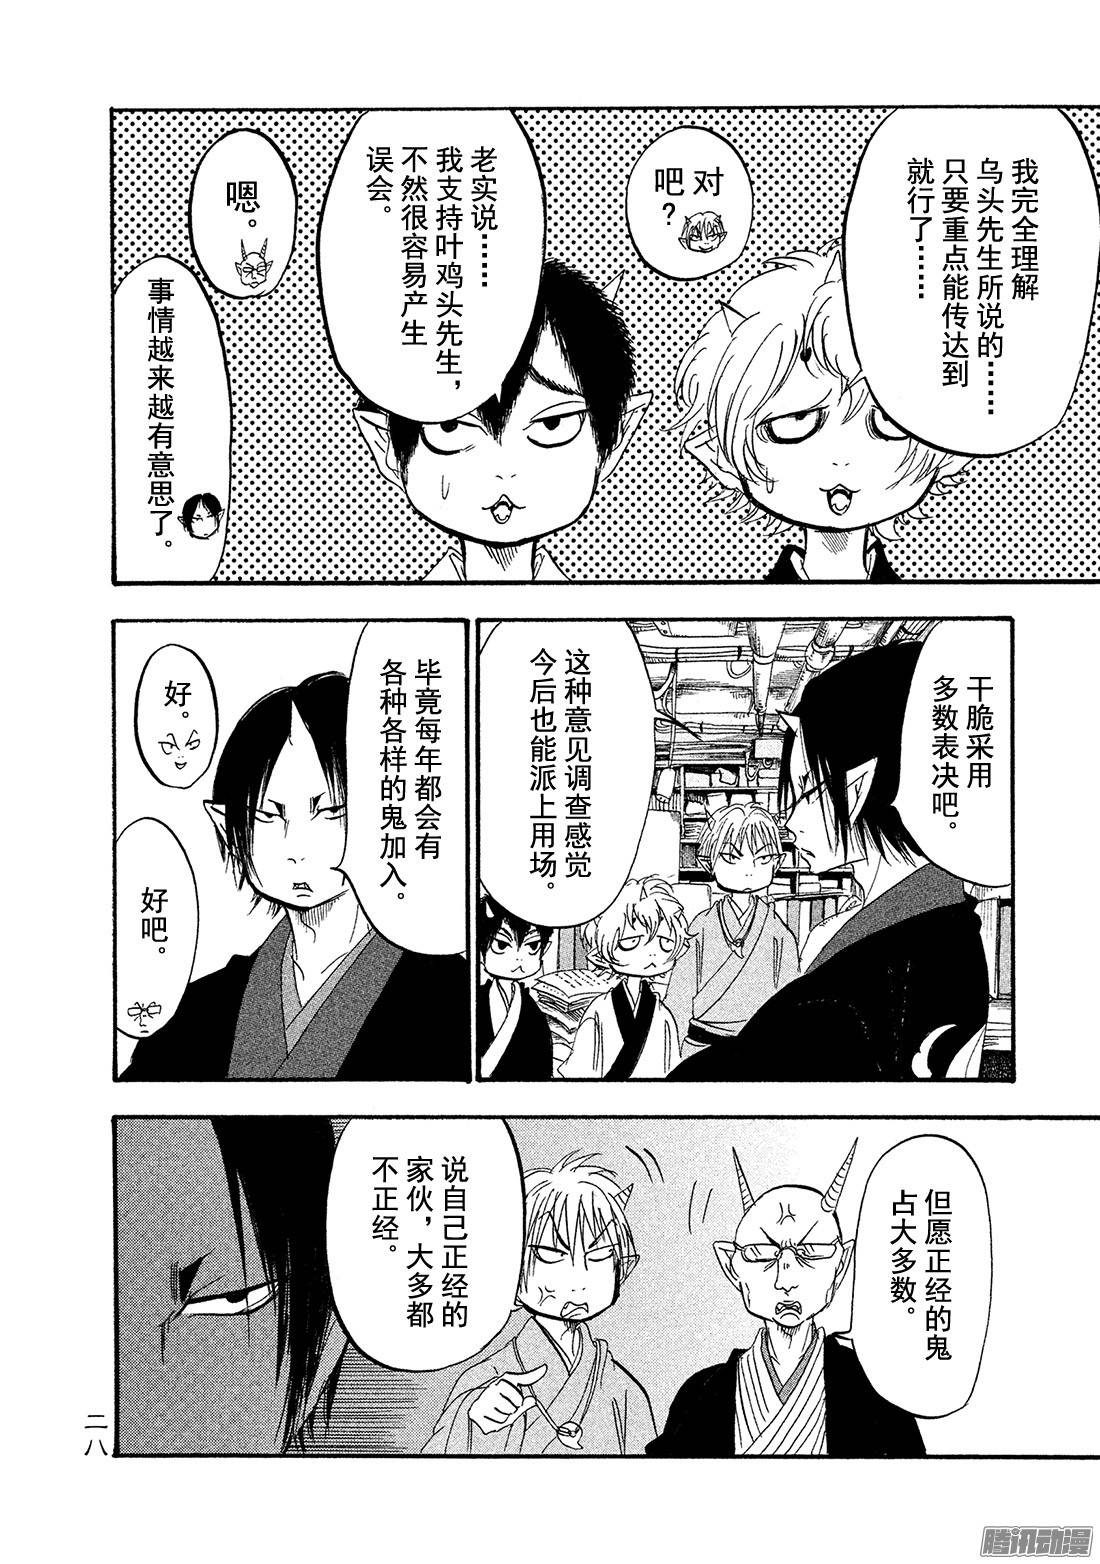 我完全理解
乌头先生所说的……
只要重点能传达到
就行了……
对
吧？
老实说……
我支持叶鸡头先生，
不然很容易产生
误会。
嗯。
事情越来越有意思了。
干脆采用
多数表决吧。
这种意见调查感觉
今后也能派上用场。
毕竟每年都会有
各种各样的鬼加入。
好。
好吧。
但愿正经的鬼
占大多数。
说自己正经的
家伙，大多都
不正经。
二八
腾讯动漫